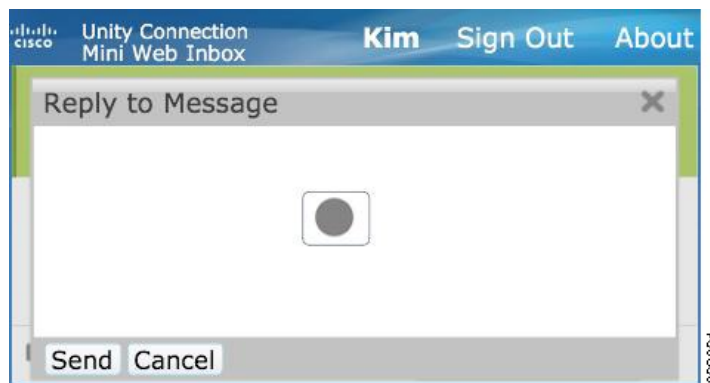 cisco
Unity Connection
Mini Web Inbox
Kim Sign Out About
Reply to Message
Send Cancel